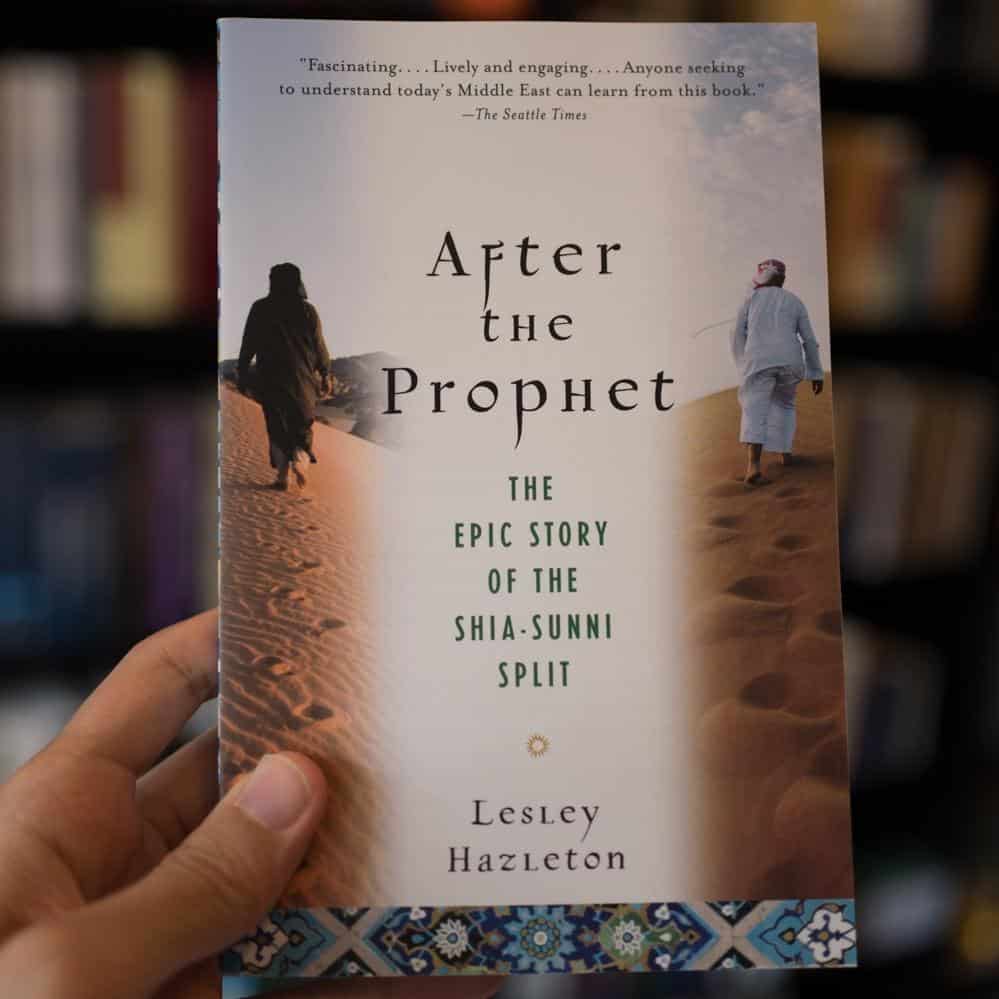 "Fascinating. . . . Lively and engaging. . . . Anyone seeking
to understand today's Middle East can learn from this book."
—The Seattle Times
After
the
Prophet
THE
EPIC STORY
OF THE
SHIA-SUNNI
SPLIT
Lesley
Hazleton